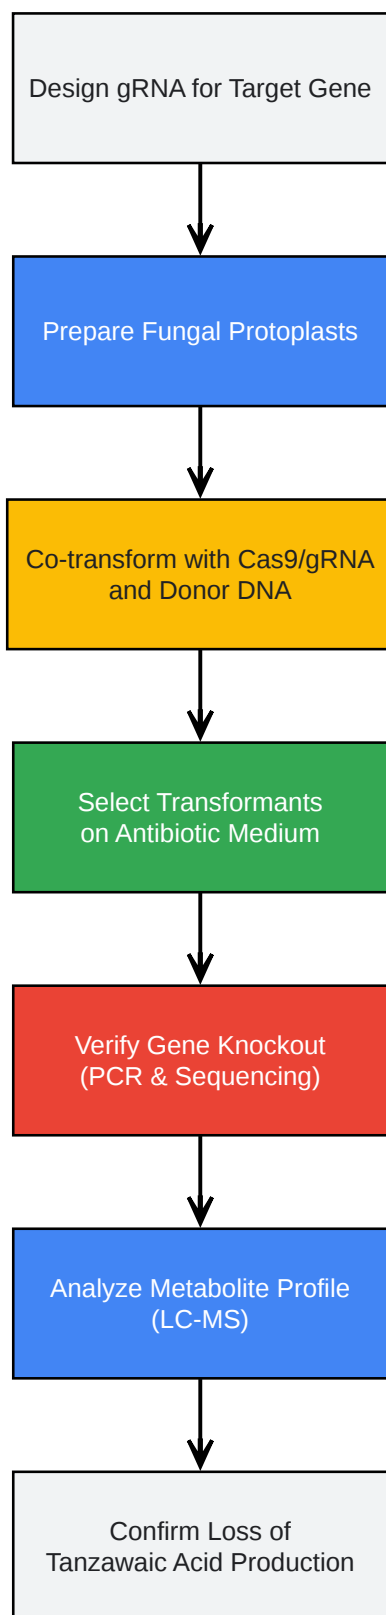 Design gRNA for Target Gene
Prepare Fungal Protoplasts
Co-transform with Cas9/gRNA
and Donor DNA
Select Transformants
on Antibiotic Medium
Verify Gene Knockout
(PCR & Sequencing)
Analyze Metabolite Profile
(LC-MS)
Confirm Loss of
Tanzawaic Acid Production